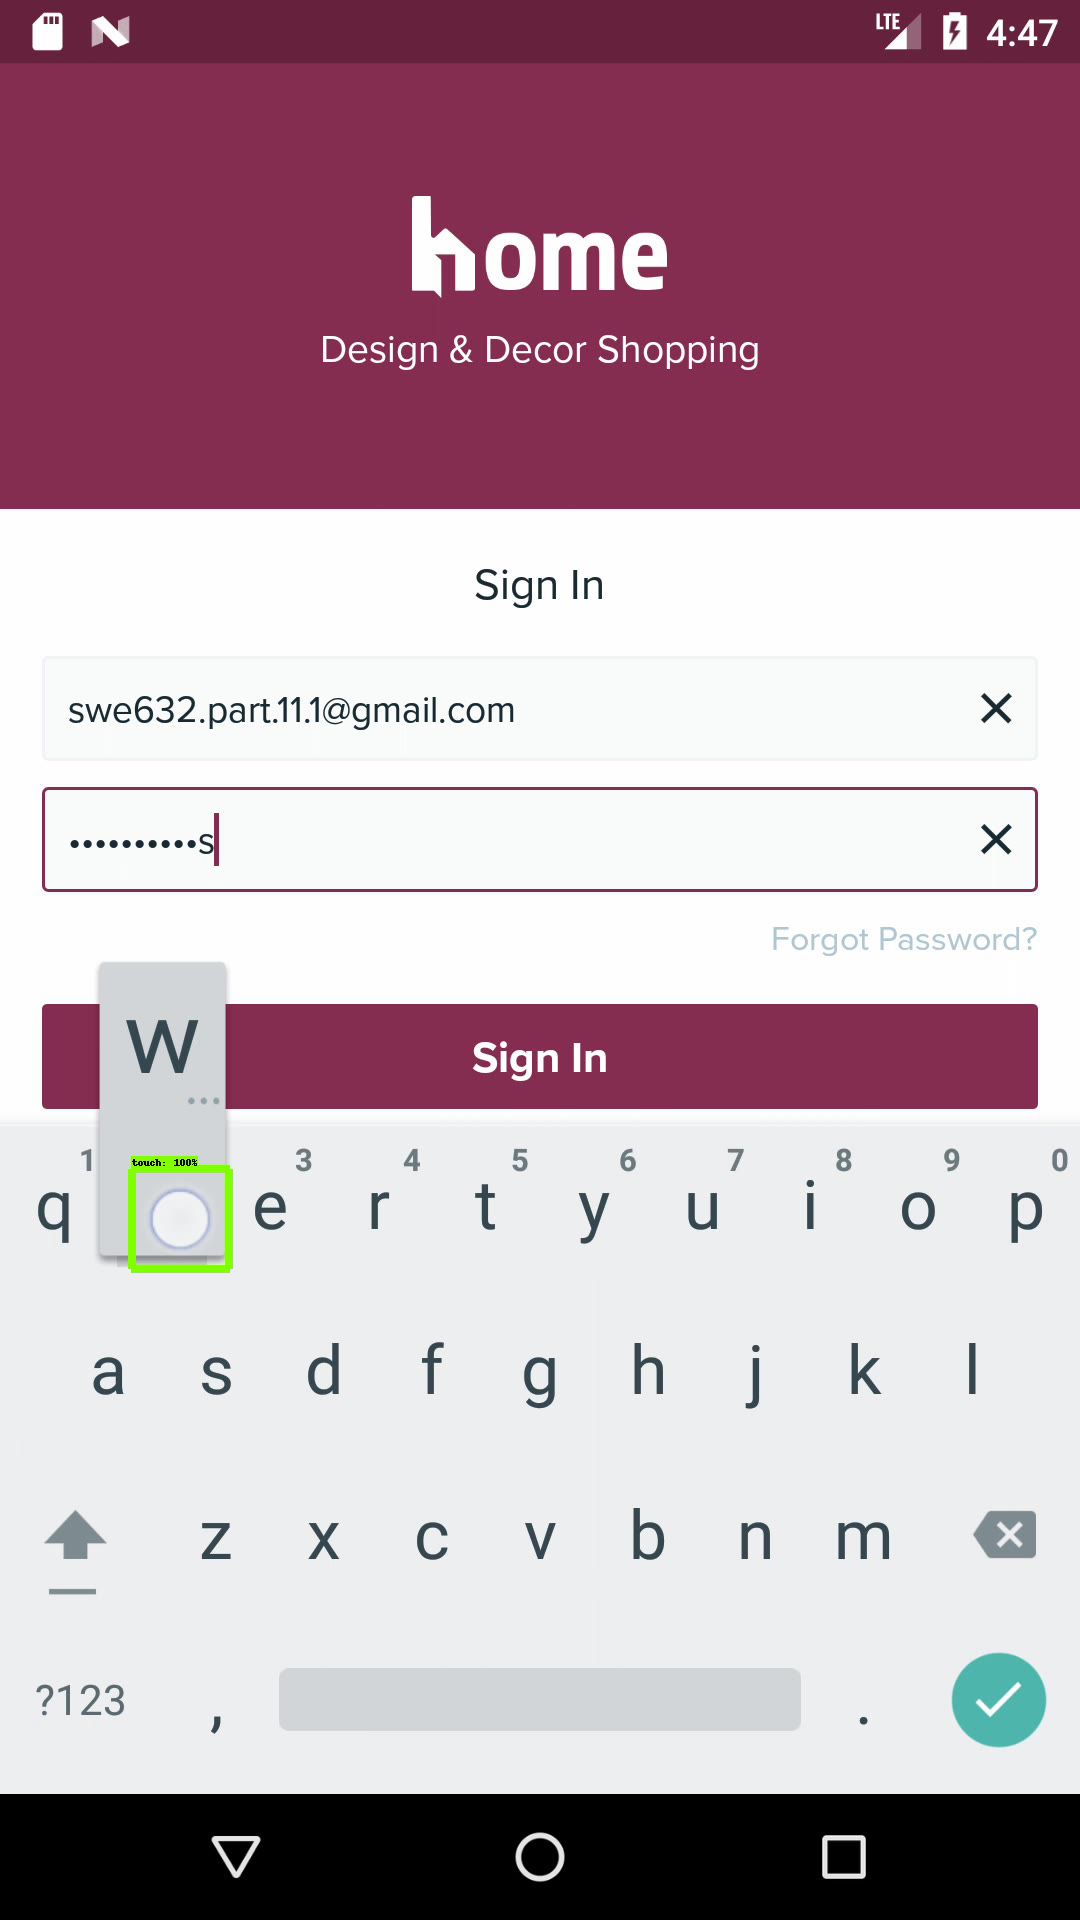 LTE 4:47
home
Design & Decor Shopping
Sign In
swe632.part.11.1@gmail.com
••••••••••s
Forgot Password?
Sign In
W
touch: 100%
1 3 4 5 6 7 8 9 0
q e r t y u i o p
a s d f g h j k l
z x c v b n m
?123 , .